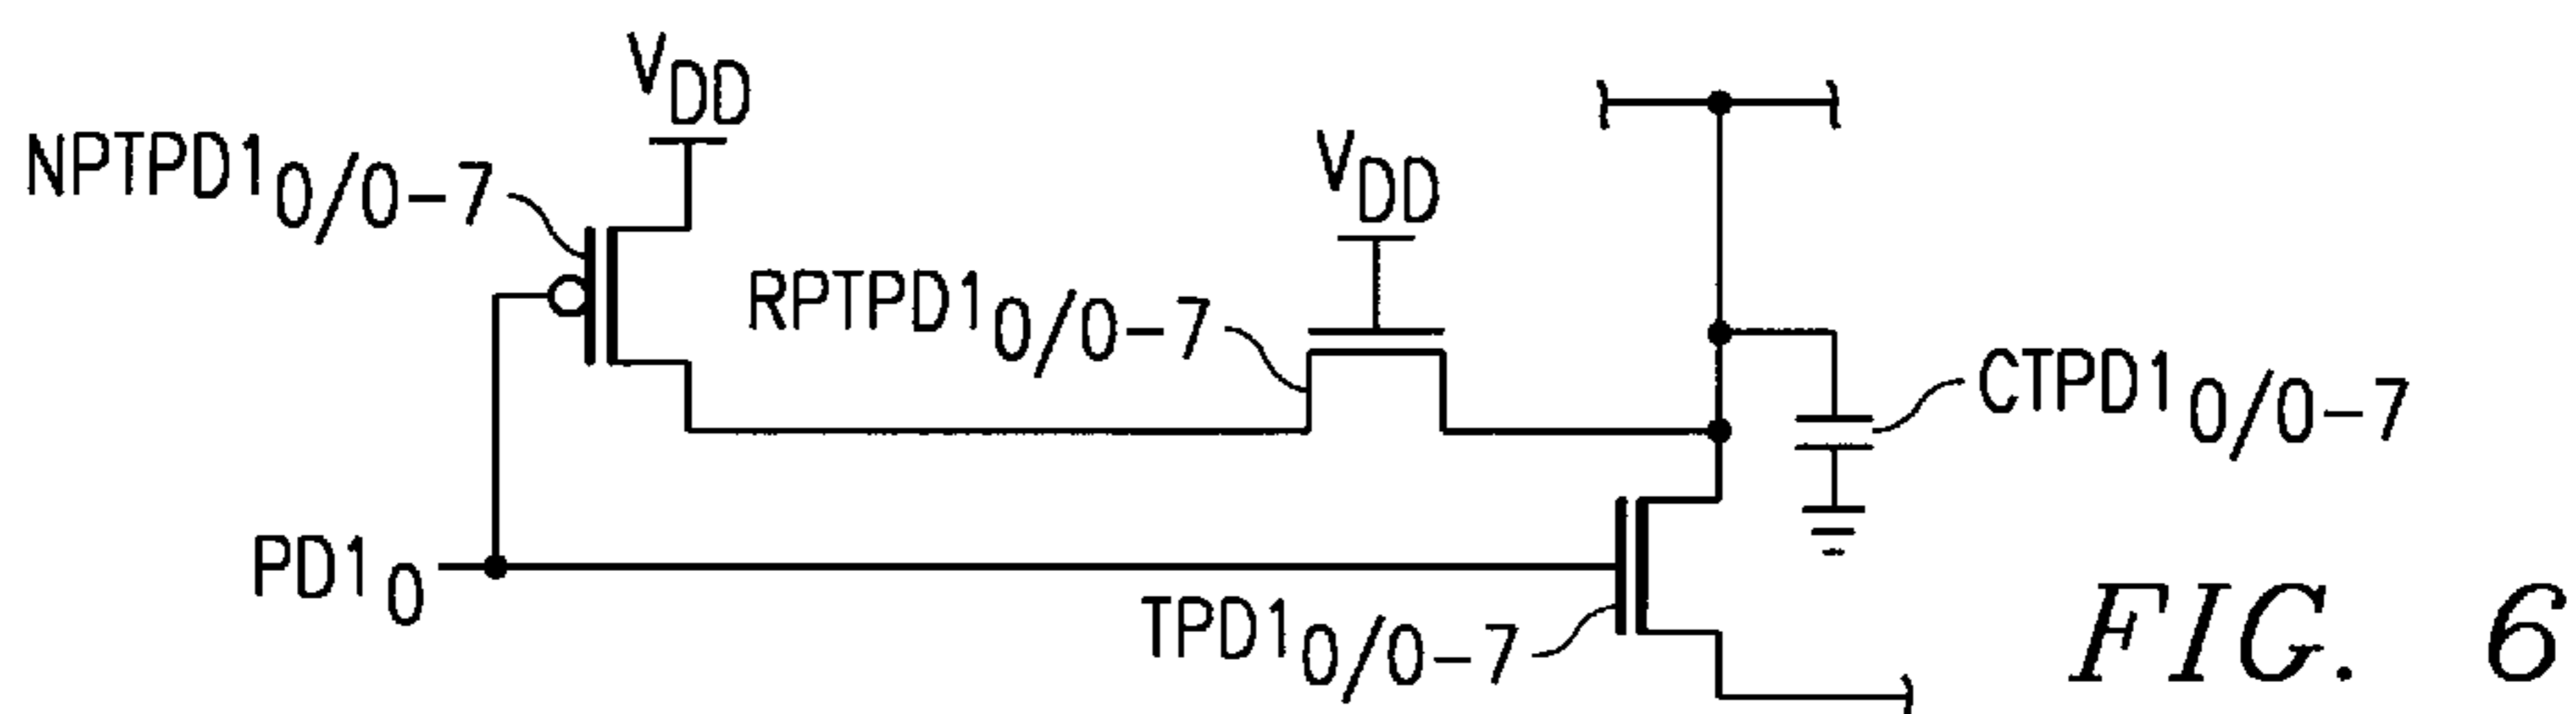 V_DD
NPTPD1_0/0-7
V_DD
RPTPD1_0/0-7
CTPD1_0/0-7
PD1_0
TPD1_0/0-7
FIG. 6